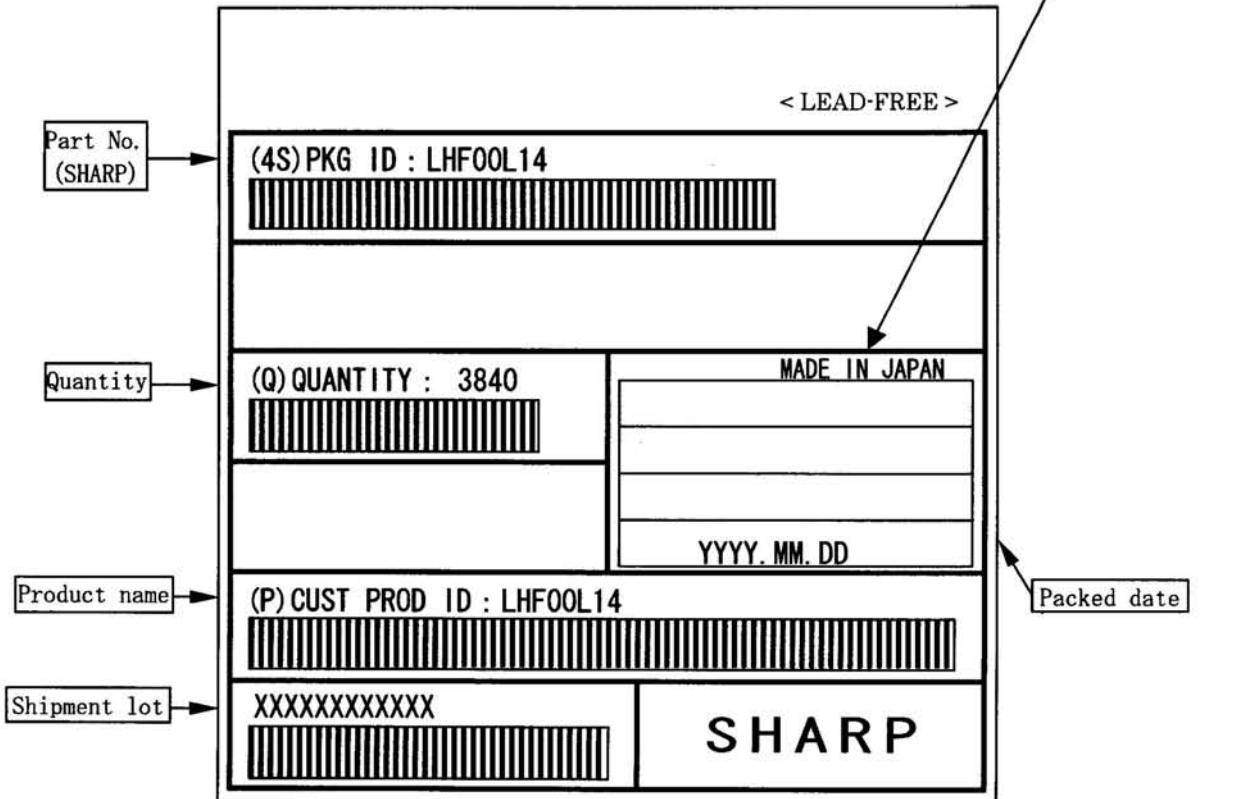 < LEAD-FREE >
Part No.
(SHARP)
(4S) PKG ID : LHF00L14
Quantity
(Q) QUANTITY : 3840
MADE IN JAPAN
YYYY. MM. DD
Product name
(P) CUST PROD ID : LHF00L14
Packed date
Shipment lot
XXXXXXXXXXXX
SHARP